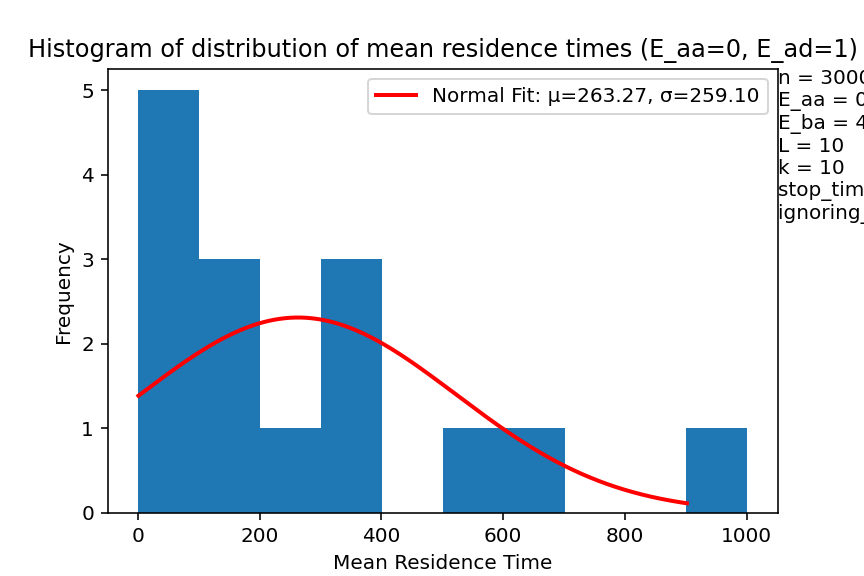 Histogram of distribution of mean residence times (E_aa=0, E_ad=1)
Normal Fit: μ=263.27, σ=259.10
n = 3000
E_aa = 0
E_ba = 4
L = 10
k = 10
stop_tim
ignoring_
Frequency
5
4
3
2
1
0
0 200 400 600 800 1000
Mean Residence Time